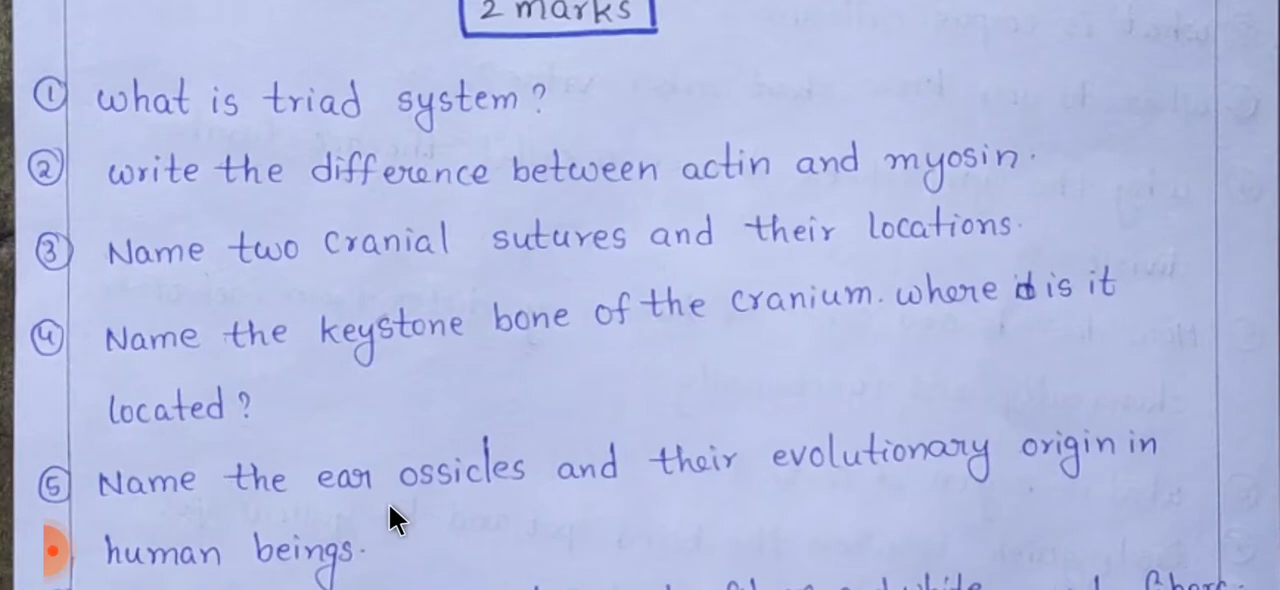 2 marks
① what is triad system?
② write the difference between actin and myosin.
③ Name two cranial sutures and their locations.
④ Name the keystone bone of the cranium. where is it
located?
⑤ Name the ear ossicles and their evolutionary origin in
human beings.